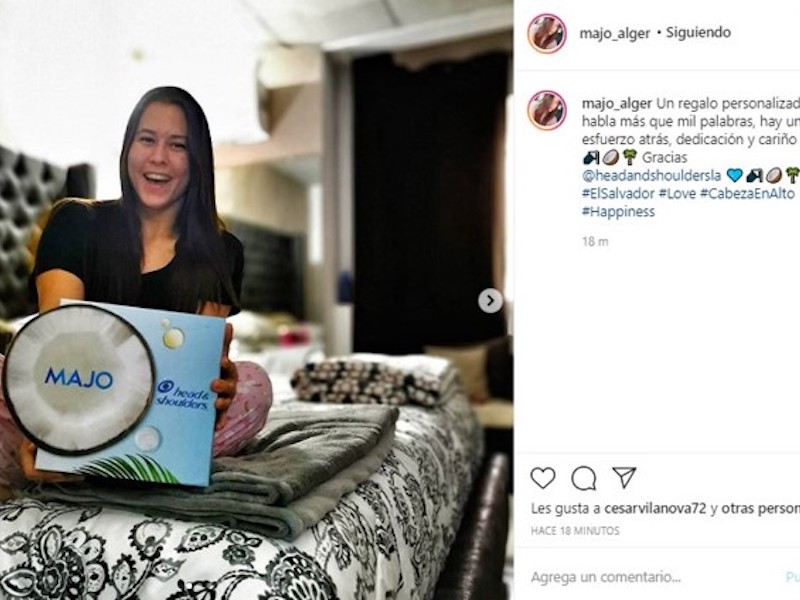 MAJO
head&
shoulders
majo_alger • Siguiendo
majo_alger Un regalo personalizad
habla más que mil palabras, hay un
esfuerzo atrás, dedicación y cariño
Gracias
@headandshouldersla
#ElSalvador #Love #CabezaEnAlto
#Happiness
18 m
Les gusta a cesarvilanova72 y otras person
HACE 18 MINUTOS
Agrega un comentario...
Pu